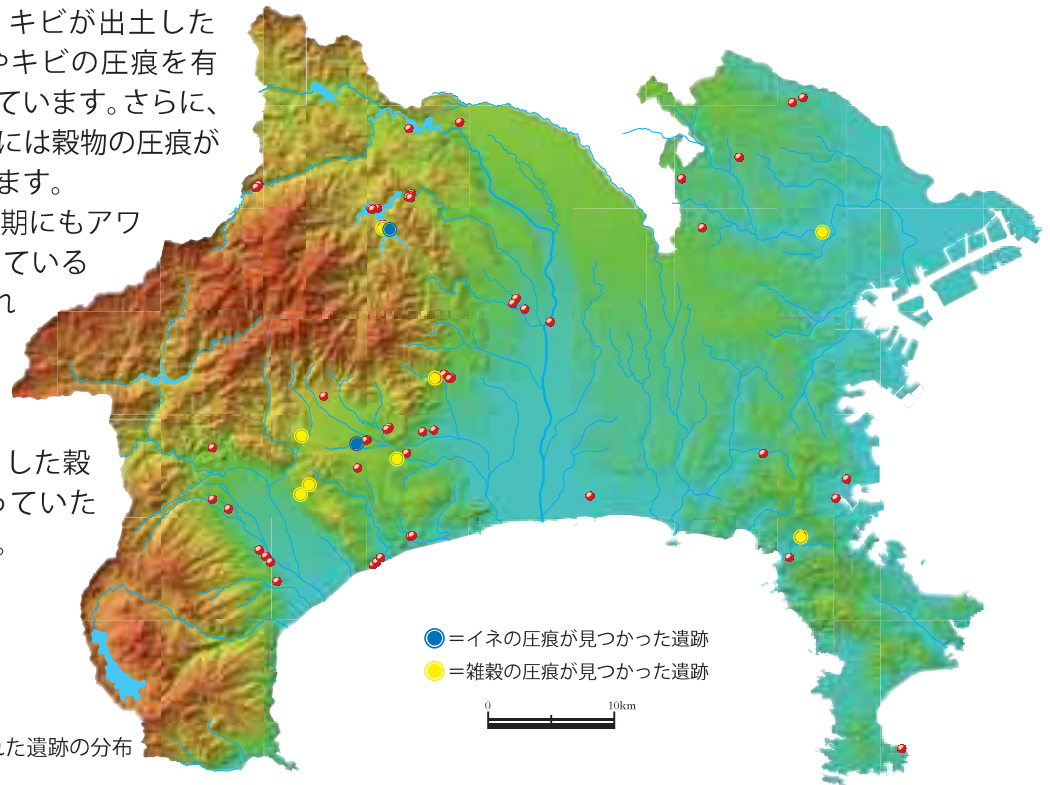 キビが出土した
やキビの圧痕を有
ています。さらに、
には穀物の圧痕が
ます。
期にもアワ
している
れ
した穀
っていた
。
＝イネの圧痕が見つかった遺跡
＝雑穀の圧痕が見つかった遺跡
0 10km
れた遺跡の分布